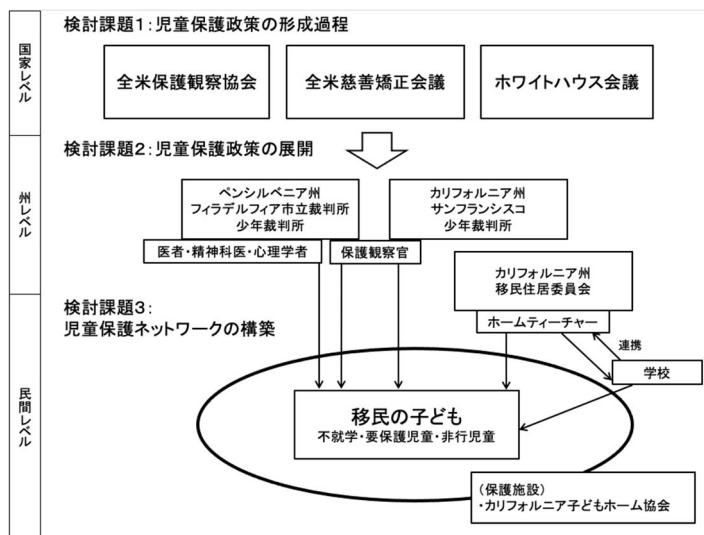 国家レベル
検討課題1：児童保護政策の形成過程
全米保護観察協会
全米慈善矯正会議
ホワイトハウス会議
州レベル
検討課題2：児童保護政策の展開
ペンシルベニア州
フィラデルフィア市立裁判所
少年裁判所
カリフォルニア州
サンフランシスコ
少年裁判所
医者・精神科医・心理学者
保護観察官
カリフォルニア州
移民住居委員会
ホームティーチャー
民間レベル
検討課題3：
児童保護ネットワークの構築
連携
学校
移民の子ども
不就学・要保護児童・非行児童
（保護施設）
・カリフォルニア子どもホーム協会